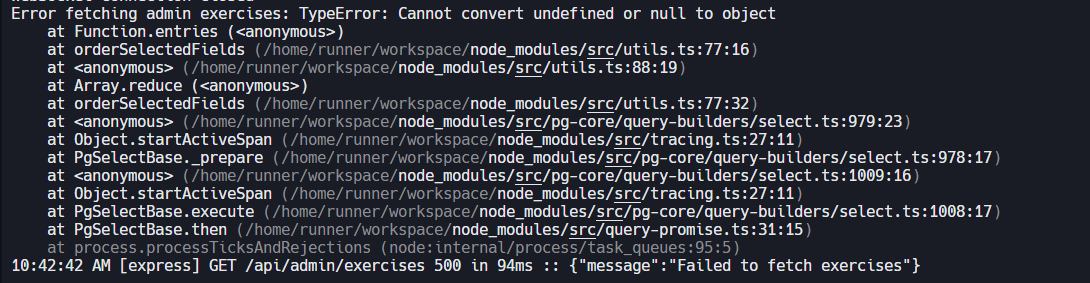 Error fetching admin exercises: TypeError: Cannot convert undefined or null to object
at Function.entries (<anonymous>)
at orderSelectedFields (/home/runner/workspace/node_modules/src/utils.ts:77:16)
at <anonymous> (/home/runner/workspace/node_modules/src/utils.ts:88:19)
at Array.reduce (<anonymous>)
at orderSelectedFields (/home/runner/workspace/node_modules/src/utils.ts:77:32)
at <anonymous> (/home/runner/workspace/node_modules/src/pg-core/query-builders/select.ts:979:23)
at Object.startActiveSpan (/home/runner/workspace/node_modules/src/tracing.ts:27:11)
at PgSelectBase._prepare (/home/runner/workspace/node_modules/src/pg-core/query-builders/select.ts:978:17)
at <anonymous> (/home/runner/workspace/node_modules/src/pg-core/query-builders/select.ts:1009:16)
at Object.startActiveSpan (/home/runner/workspace/node_modules/src/tracing.ts:27:11)
at PgSelectBase.execute (/home/runner/workspace/node_modules/src/pg-core/query-builders/select.ts:1008:17)
at PgSelectBase.then (/home/runner/workspace/node_modules/src/query-promise.ts:31:15)
at process.processTicksAndRejections (node:internal/process/task_queues:95:5)
10:42:42 AM [express] GET /api/admin/exercises 500 in 94ms :: {"message":"Failed to fetch exercises"}